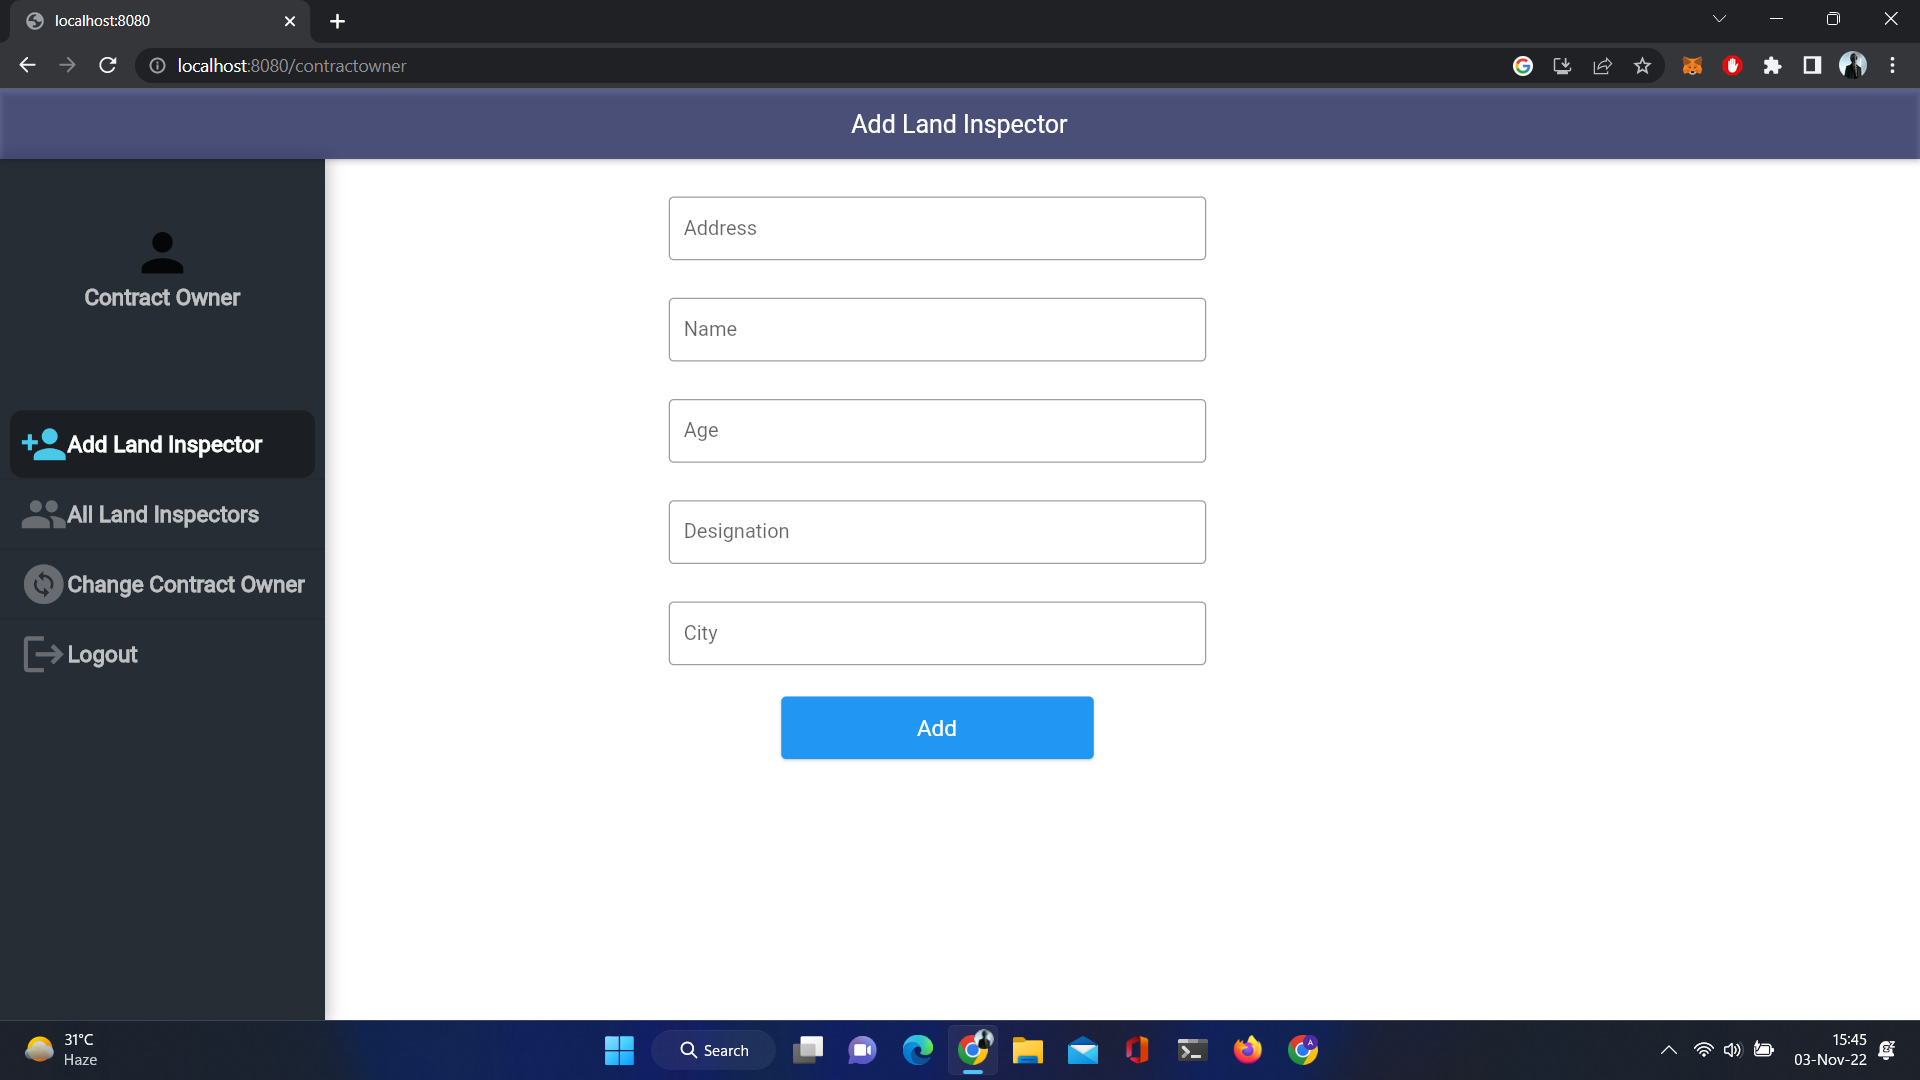 localhost:8080
localhost:8080/contractowner
Add Land Inspector
Contract Owner
Add Land Inspector
All Land Inspectors
Change Contract Owner
Logout
Address
Name
Age
Designation
City
Add
31°C
Haze
Search
A
15:45
03-Nov-22